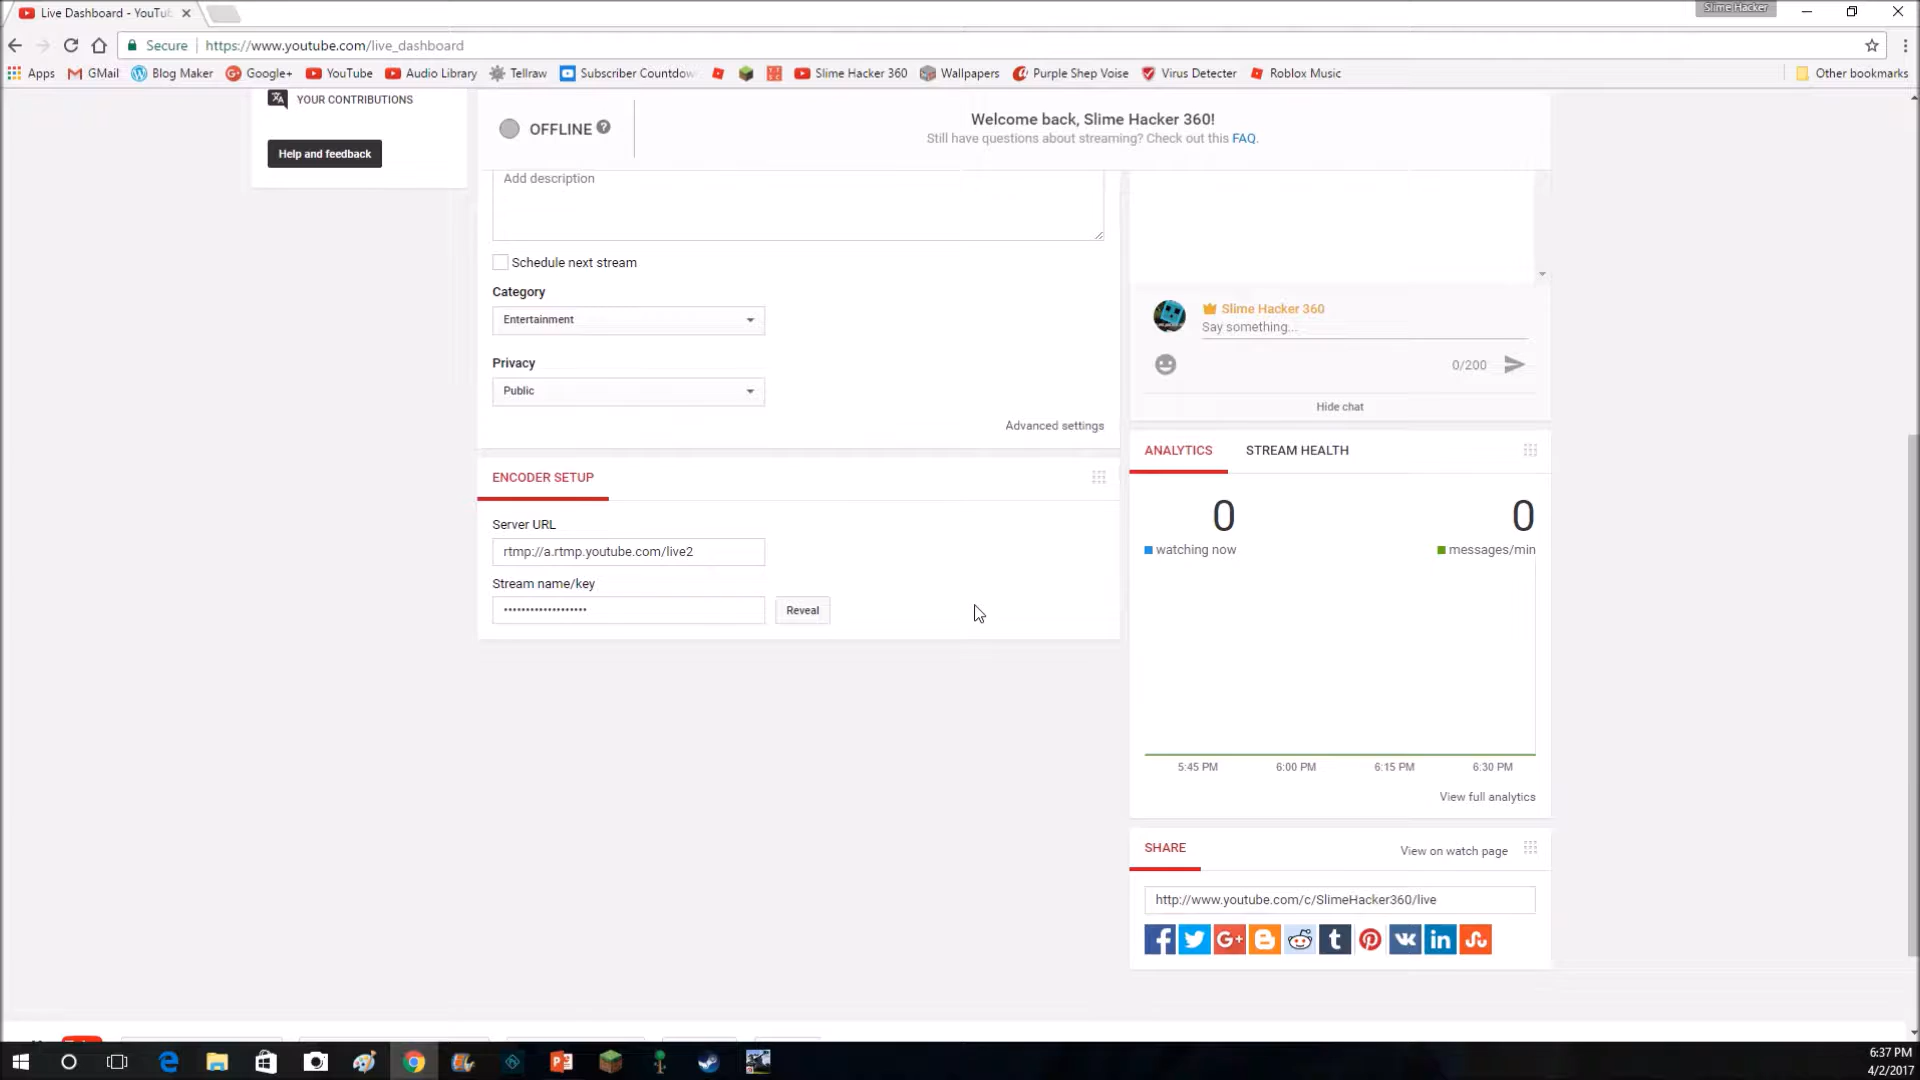 Live Dashboard - YouTub
Slime Hacker
Secure
https://www.youtube.com/live_dashboard
Apps
GMail
Blog Maker
Google+
YouTube
Audio Library
Tellraw
Subscriber Countdow
Slime Hacker 360
Wallpapers
Purple Shep Voise
Virus Detecter
Roblox Music
Other bookmarks
YOUR CONTRIBUTIONS
Help and feedback
OFFLINE
Welcome back, Slime Hacker 360!
Still have questions about streaming? Check out this FAQ.
Add description
Schedule next stream
Category
Entertainment
Privacy
Public
Advanced settings
ENCODER SETUP
Server URL
rtmp://a.rtmp.youtube.com/live2
Stream name/key
•••••••••••••••••••
Reveal
Slime Hacker 360
Say something...
0/200
Hide chat
ANALYTICS
STREAM HEALTH
0
0
watching now
messages/min
5:45 PM
6:00 PM
6:15 PM
6:30 PM
View full analytics
SHARE
View on watch page
http://www.youtube.com/c/SlimeHacker360/live
6:37 PM
4/2/2017